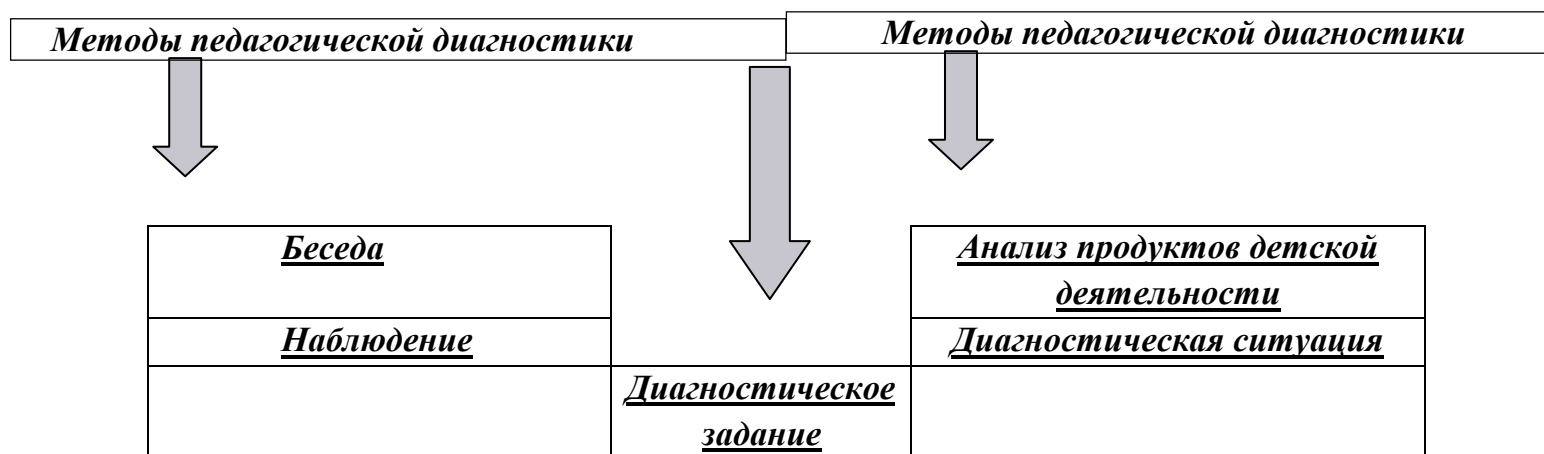 Методы педагогической диагностики
Методы педагогической диагностики
Беседа
Анализ продуктов детской
деятельности
Наблюдение
Диагностическая ситуация
Диагностическое
задание